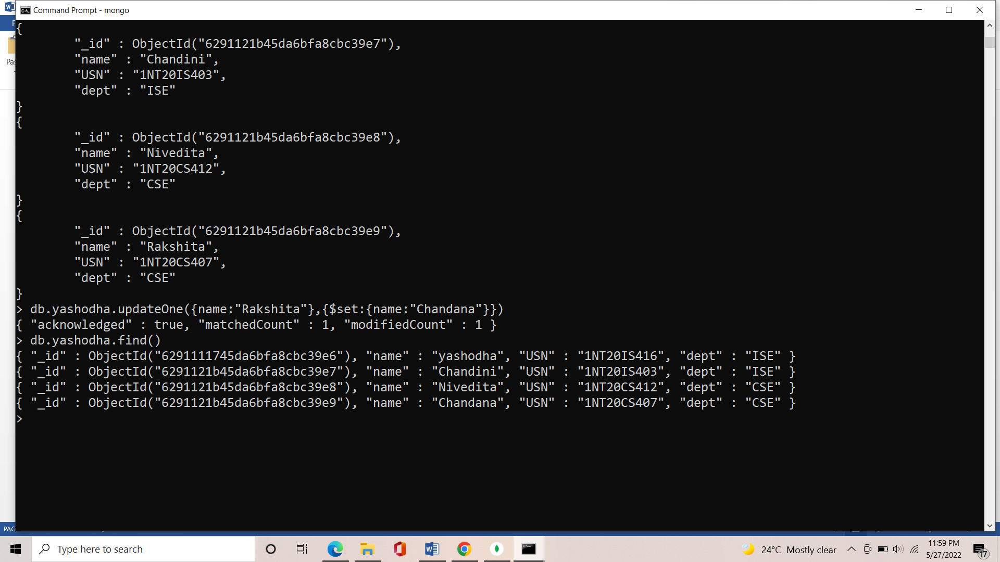 Command Prompt - mongo
{
"_id" : ObjectId("6291121b45da6bfa8cbc39e7"),
"name" : "Chandini",
"USN" : "1NT20IS403",
"dept" : "ISE"
}
{
"_id" : ObjectId("6291121b45da6bfa8cbc39e8"),
"name" : "Nivedita",
"USN" : "1NT20CS412",
"dept" : "CSE"
}
{
"_id" : ObjectId("6291121b45da6bfa8cbc39e9"),
"name" : "Rakshita",
"USN" : "1NT20CS407",
"dept" : "CSE"
}
> db.yashodha.updateOne({name:"Rakshita"},{$set:{name:"Chandana"}})
{ "acknowledged" : true, "matchedCount" : 1, "modifiedCount" : 1 }
> db.yashodha.find()
{ "_id" : ObjectId("6291111745da6bfa8cbc39e6"), "name" : "yashodha", "USN" : "1NT20IS416", "dept" : "ISE" }
{ "_id" : ObjectId("6291121b45da6bfa8cbc39e7"), "name" : "Chandini", "USN" : "1NT20IS403", "dept" : "ISE" }
{ "_id" : ObjectId("6291121b45da6bfa8cbc39e8"), "name" : "Nivedita", "USN" : "1NT20CS412", "dept" : "CSE" }
{ "_id" : ObjectId("6291121b45da6bfa8cbc39e9"), "name" : "Chandana", "USN" : "1NT20CS407", "dept" : "CSE" }
>
F
Pas
PAG
Type here to search
24°C Mostly clear
11:59 PM
5/27/2022
17